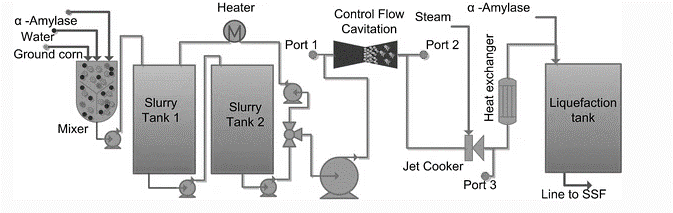 α -Amylase
Water
Ground corn
Mixer
Slurry
Tank 1
Heater
Slurry
Tank 2
Port 1
Control Flow
Cavitation
Port 2
Steam
Jet Cooker
Port 3
Heat exchanger
α -Amylase
Liquefaction
tank
Line to SSF
M